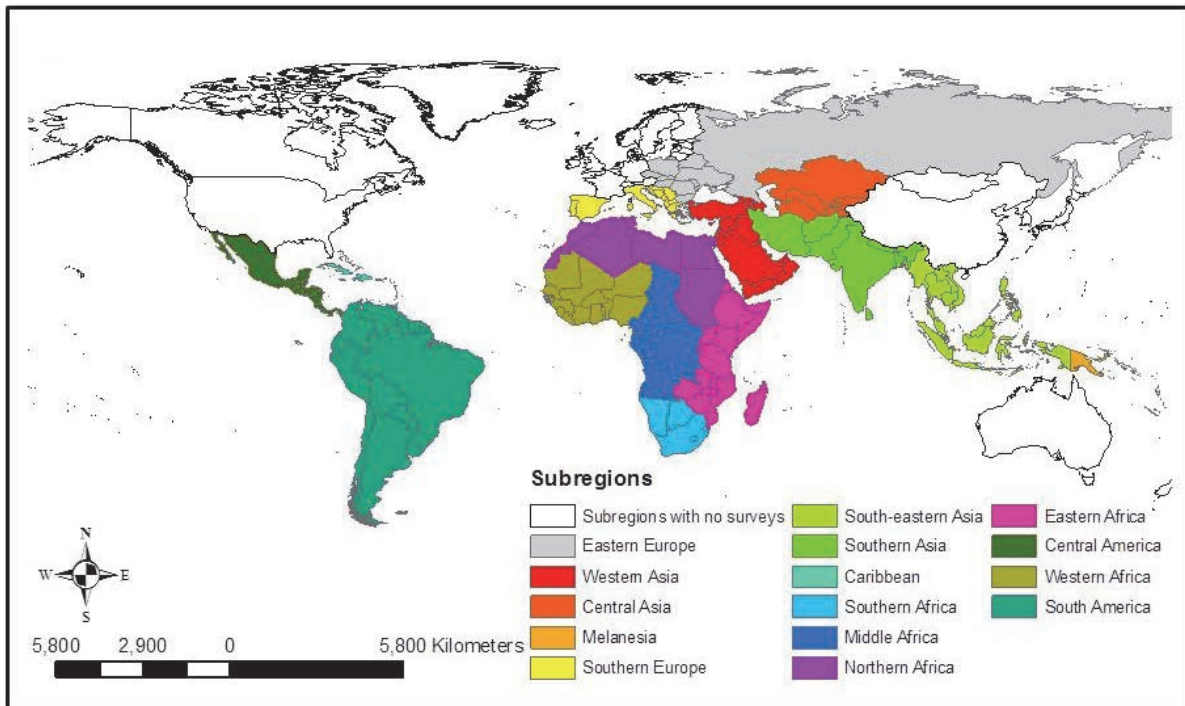 Subregions
Subregions with no surveys
Eastern Europe
Western Asia
Central Asia
Melanesia
Southern Europe
South-eastern Asia
Southern Asia
Caribbean
Southern Africa
Middle Africa
Northern Africa
Eastern Africa
Central America
Western Africa
South America
N
W E
S
5,800 2,900 0 5,800 Kilometers